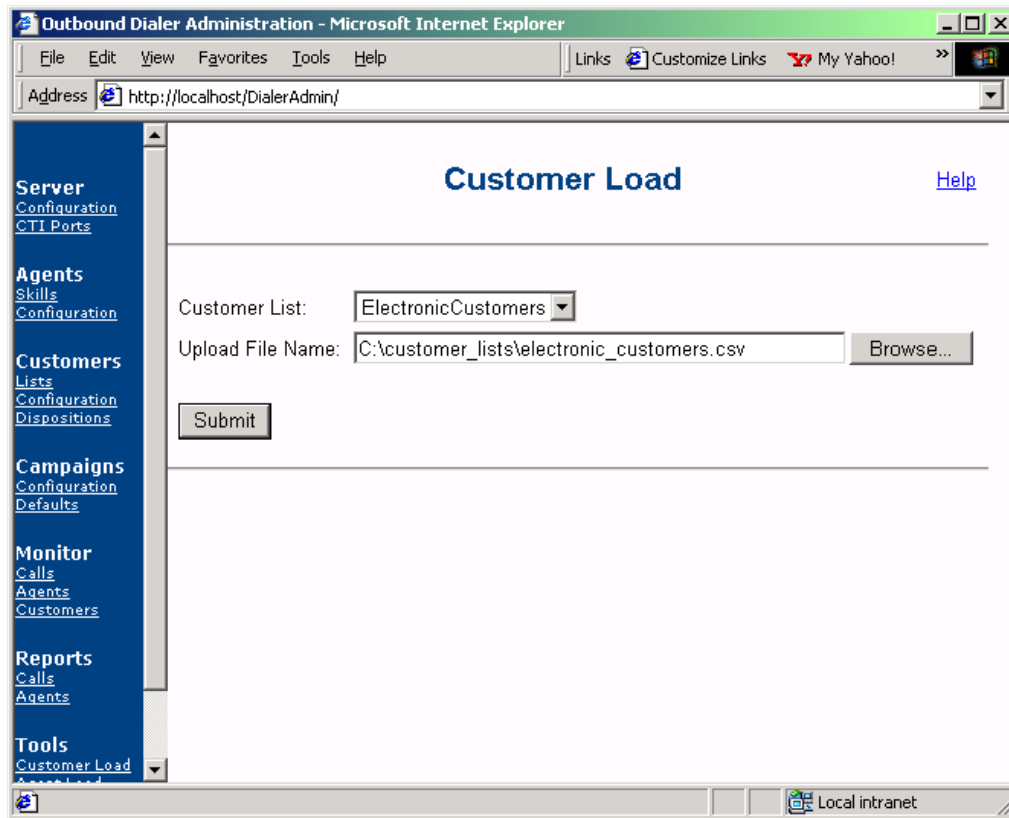 Outbound Dialer Administration - Microsoft Internet Explorer
File Edit View Favorites Tools Help Links Customize Links My Yahoo! »
Address http://localhost/DialerAdmin/
Customer Load
Help
Server
Configuration
CTI Ports
Agents
Skills
Configuration
Customers
Lists
Configuration
Dispositions
Campaigns
Configuration
Defaults
Monitor
Calls
Agents
Customers
Reports
Calls
Agents
Tools
Customer Load
Customer List: ElectronicCustomers
Upload File Name: C:\customer_lists\electronic_customers.csv Browse...
Submit
Local intranet